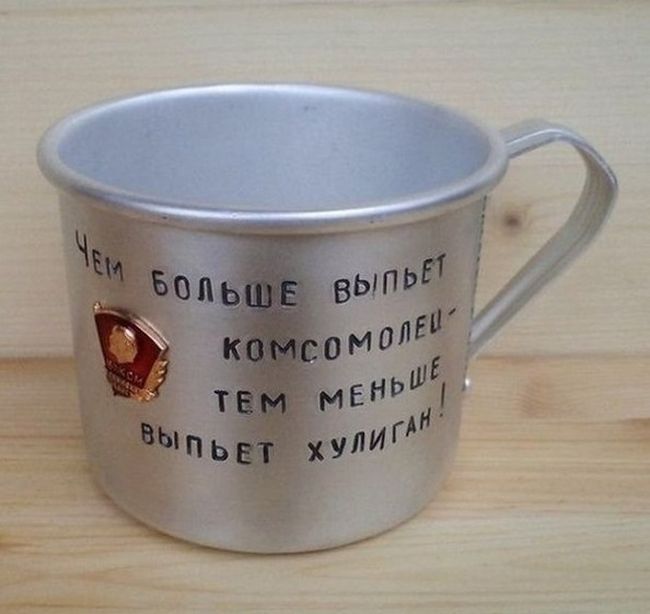 Чем больше выпьет
комсомолец -
тем меньше
выпьет хулиган!